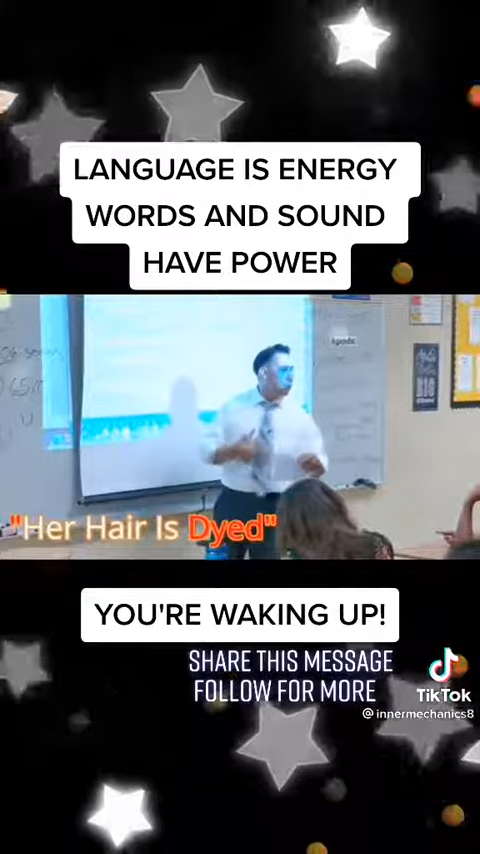 LANGUAGE IS ENERGY
WORDS AND SOUND
HAVE POWER
"Her Hair Is Dyed"
YOU'RE WAKING UP!
SHARE THIS MESSAGE
FOLLOW FOR MORE
TikTok
@innermechanics8